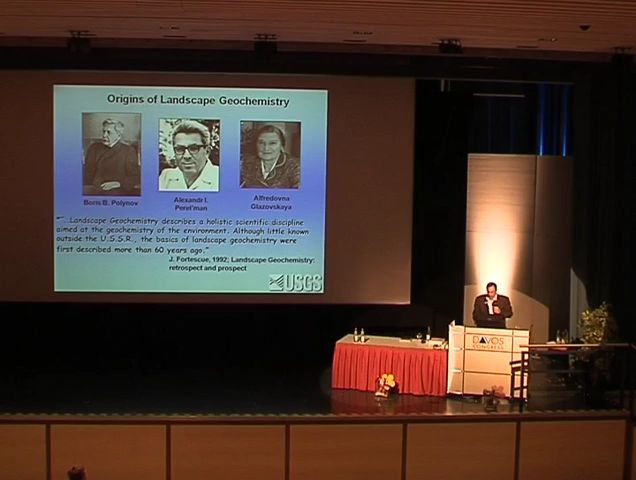 Origins of Landscape Geochemistry
Boris B. Polynov
Alexandr I.
Perel'man
Alfredovna
Glazovskaya
"". Landscape Geochemistry describes a holistic scientific discipline
aimed at the geochemistry of the environment. Although little known
outside the U.S.S.R., the basics of landscape geochemistry were
first described more than 60 years ago."
J. Fortescue, 1992; Landscape Geochemistry:
retrospect and prospect
USGS
DAVOS
CONGRESS